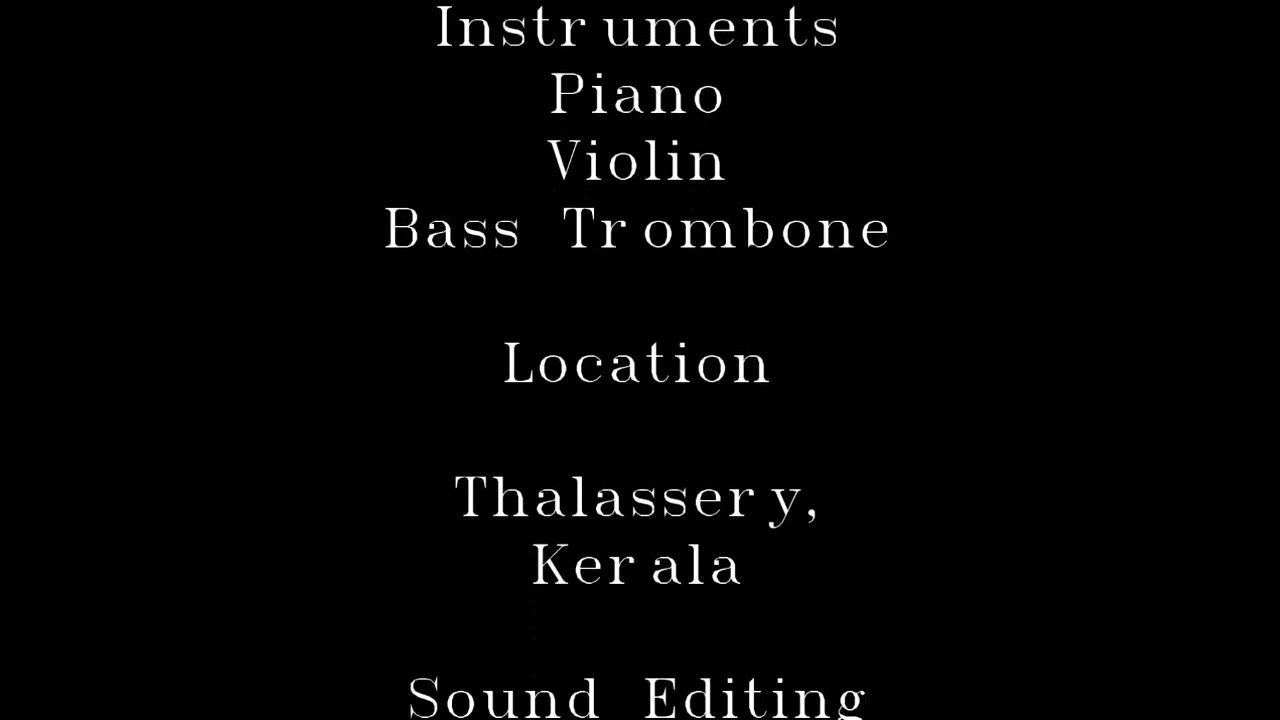 Instruments
Piano
Violin
Bass Trombone
Location
Thalassery,
Kerala
Sound Editing